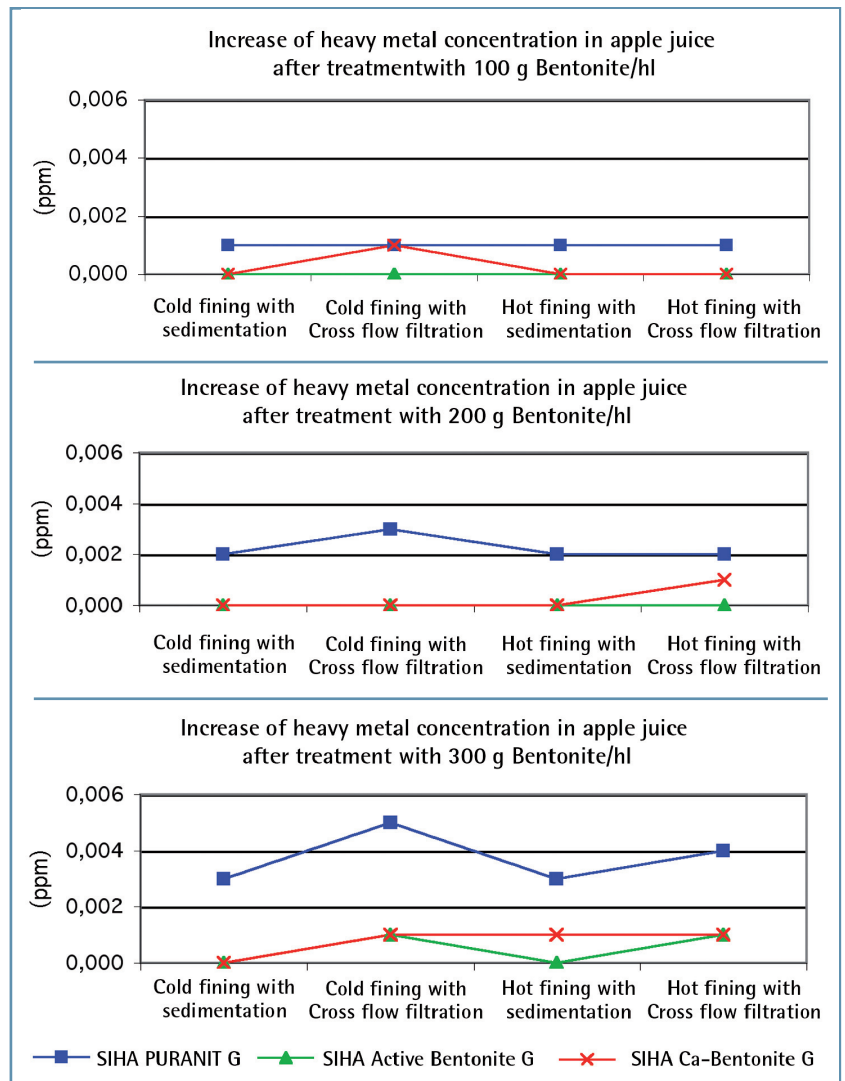 Increase of heavy metal concentration in apple juice
after treatmentwith 100 g Bentonite/hl
0,006
0,004
0,002
0,000
(ppm)
Cold fining with
sedimentation
Cold fining with
Cross flow filtration
Hot fining with
sedimentation
Hot fining with
Cross flow filtration
Increase of heavy metal concentration in apple juice
after treatment with 200 g Bentonite/hl
0,006
0,004
0,002
0,000
(ppm)
Cold fining with
sedimentation
Cold fining with
Cross flow filtration
Hot fining with
sedimentation
Hot fining with
Cross flow filtration
Increase of heavy metal concentration in apple juice
after treatment with 300 g Bentonite/hl
0,006
0,004
0,002
0,000
(ppm)
Cold fining with
sedimentation
Cold fining with
Cross flow filtration
Hot fining with
sedimentation
Hot fining with
Cross flow filtration
SIHA PURANIT G
SIHA Active Bentonite G
SIHA Ca-Bentonite G